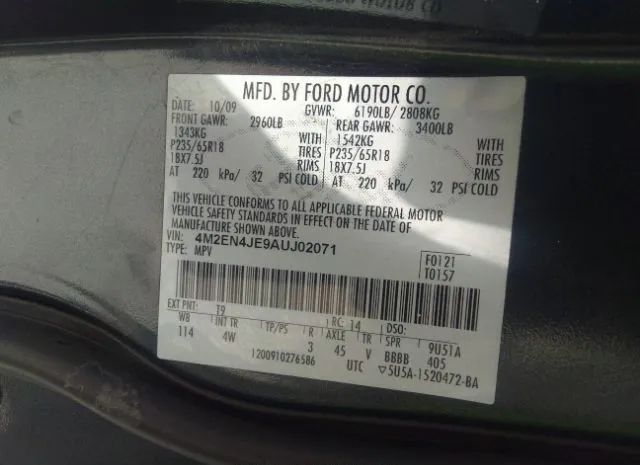 MFD. BY FORD MOTOR CO.
DATE: 10/09 GVWR: 6190LB/ 2808KG
FRONT GAWR: 2960LB REAR GAWR: 3400LB
1343KG WITH 1542KG WITH
P235/65R18 TIRES P235/65R18 TIRES
18X7.5J RIMS 18X7.5J RIMS
AT 220 kPa/ 32 PSI COLD AT 220 kPa/ 32 PSI COLD
THIS VEHICLE CONFORMS TO ALL APPLICABLE FEDERAL MOTOR
VEHICLE SAFETY STANDARDS IN EFFECT ON THE DATE OF
MANUFACTURE SHOWN ABOVE.
VIN: 4M2EN4JE9AUJ02071 F0121
TYPE: MPV T0157
EXT PNT: T9 RC: 14 DSO:
WB INT TR TP/PS R AXLE TR SPR 9U51A
114 4W 3 45 V BBBB 405
1200910276586 UTC ▽5U5A-1520472-BA